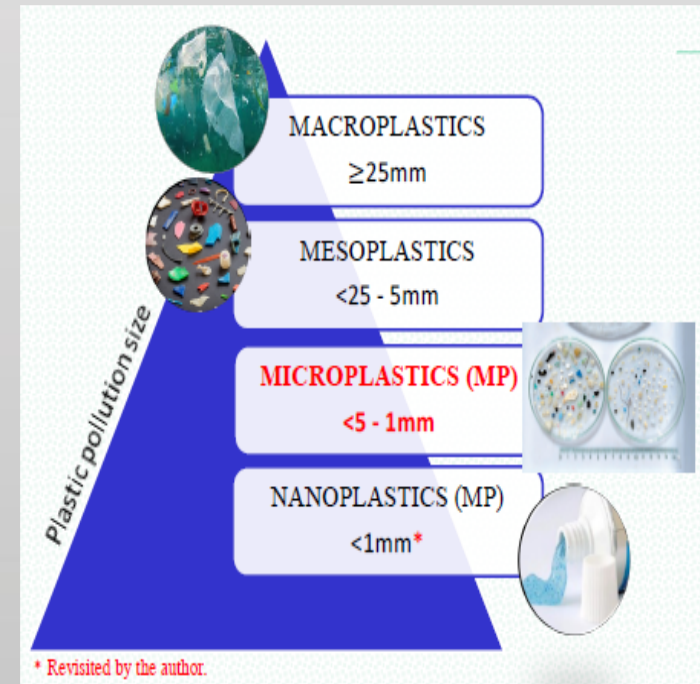 MACROPLASTICS
≥25mm
MESOPLASTICS
<25 - 5mm
MICROPLASTICS (MP)
<5 - 1mm
NANOPLASTICS (MP)
<1mm*
Plastic pollution size
* Revisited by the author.